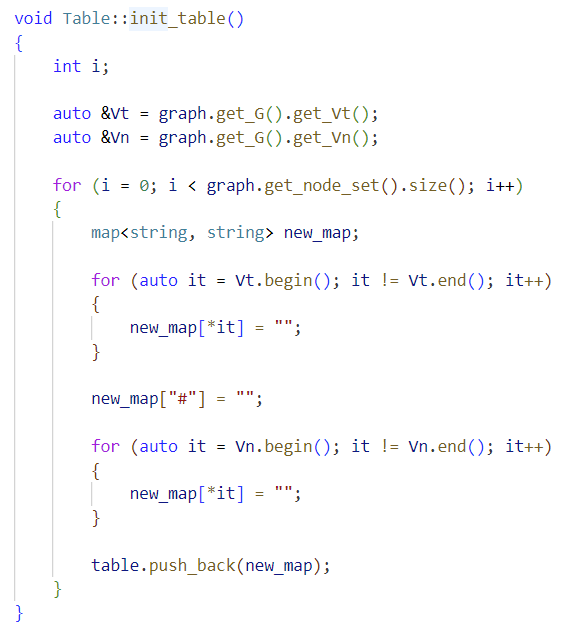 void Table::init_table()
{
    int i;

    auto &Vt = graph.get_G().get_Vt();
    auto &Vn = graph.get_G().get_Vn();

    for (i = 0; i < graph.get_node_set().size(); i++)
    {
        map<string, string> new_map;

        for (auto it = Vt.begin(); it != Vt.end(); it++)
        {
            new_map[*it] = "";
        }

        new_map["#"] = "";

        for (auto it = Vn.begin(); it != Vn.end(); it++)
        {
            new_map[*it] = "";
        }

        table.push_back(new_map);
    }
}